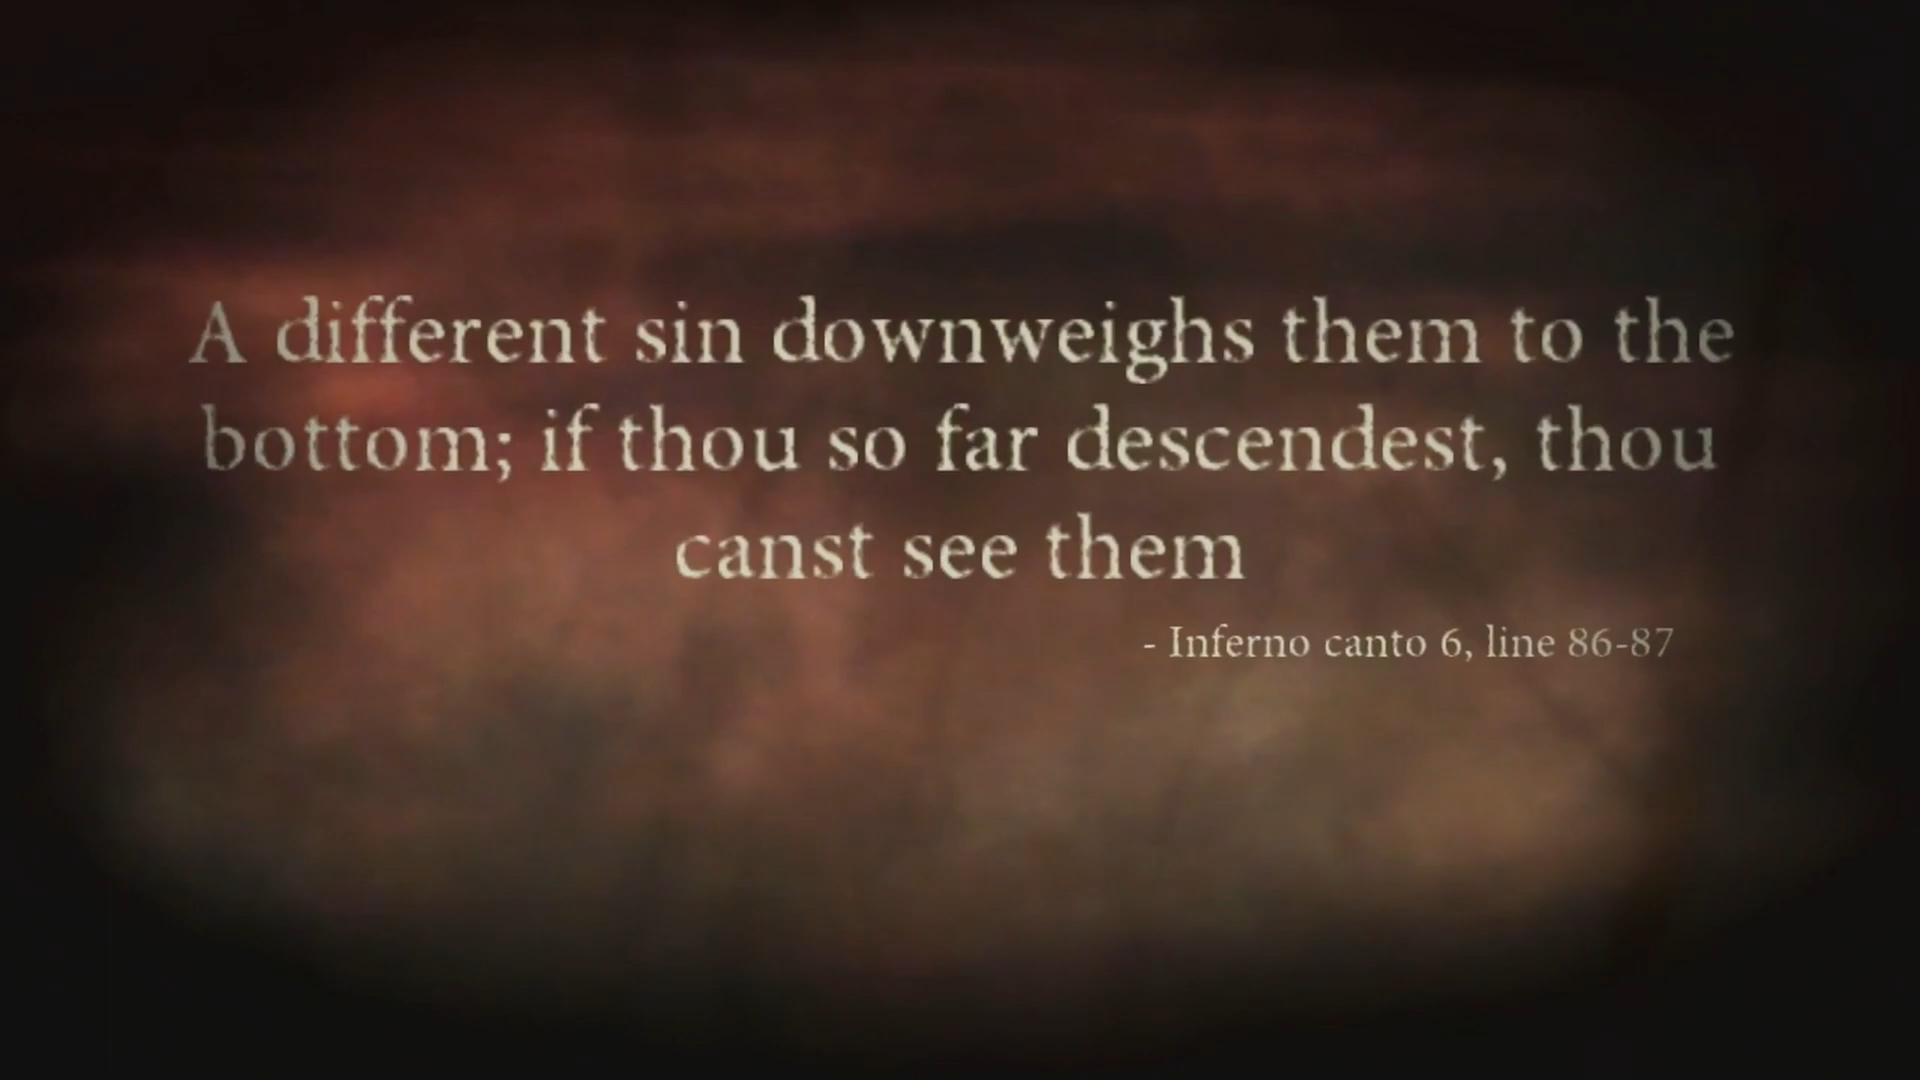 A different sin downweighs them to the
bottom; if thou so far descendest, thou
canst see them
- Inferno canto 6, line 86-87